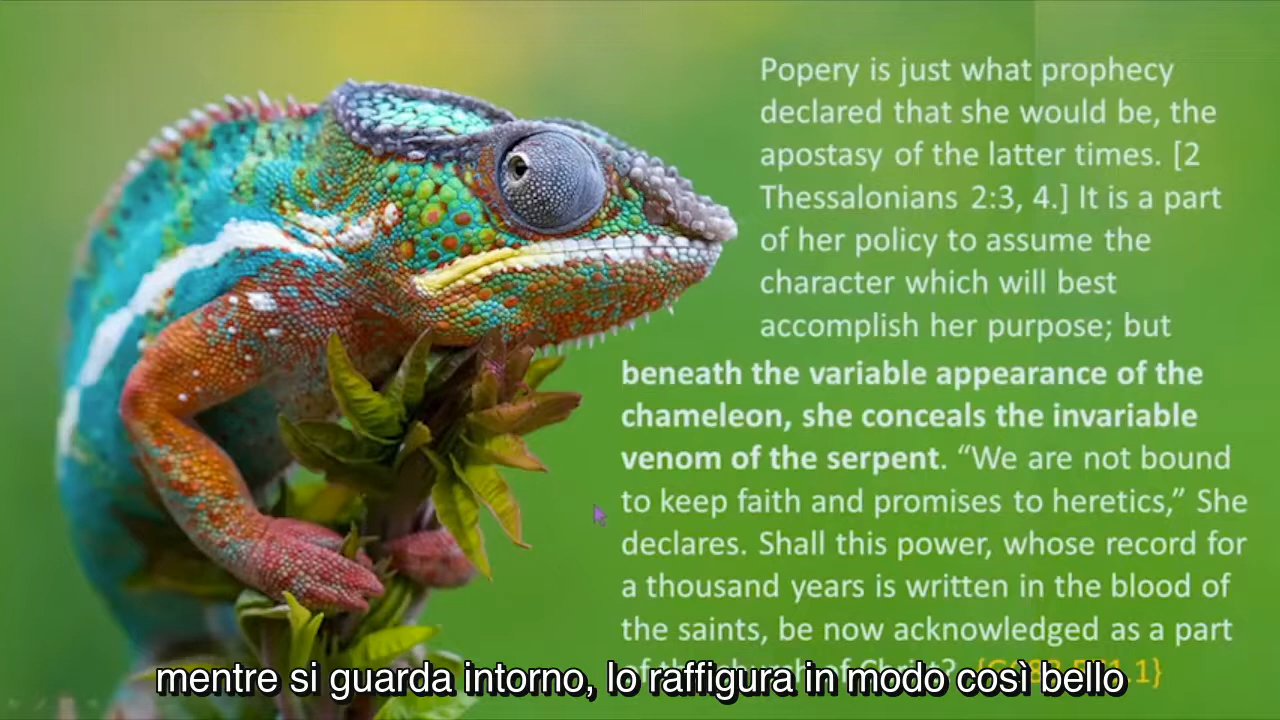 Popery is just what prophecy
declared that she would be, the
apostasy of the latter times. [2
Thessalonians 2:3, 4.] It is a part
of her policy to assume the
character which will best
accomplish her purpose; but
beneath the variable appearance of the
chameleon, she conceals the invariable
venom of the serpent. “We are not bound
to keep faith and promises to heretics,” She
declares. Shall this power, whose record for
a thousand years is written in the blood of
the saints, be now acknowledged as a part
of the church of Christ?
mentre si guarda intorno, lo raffigura in modo così bello